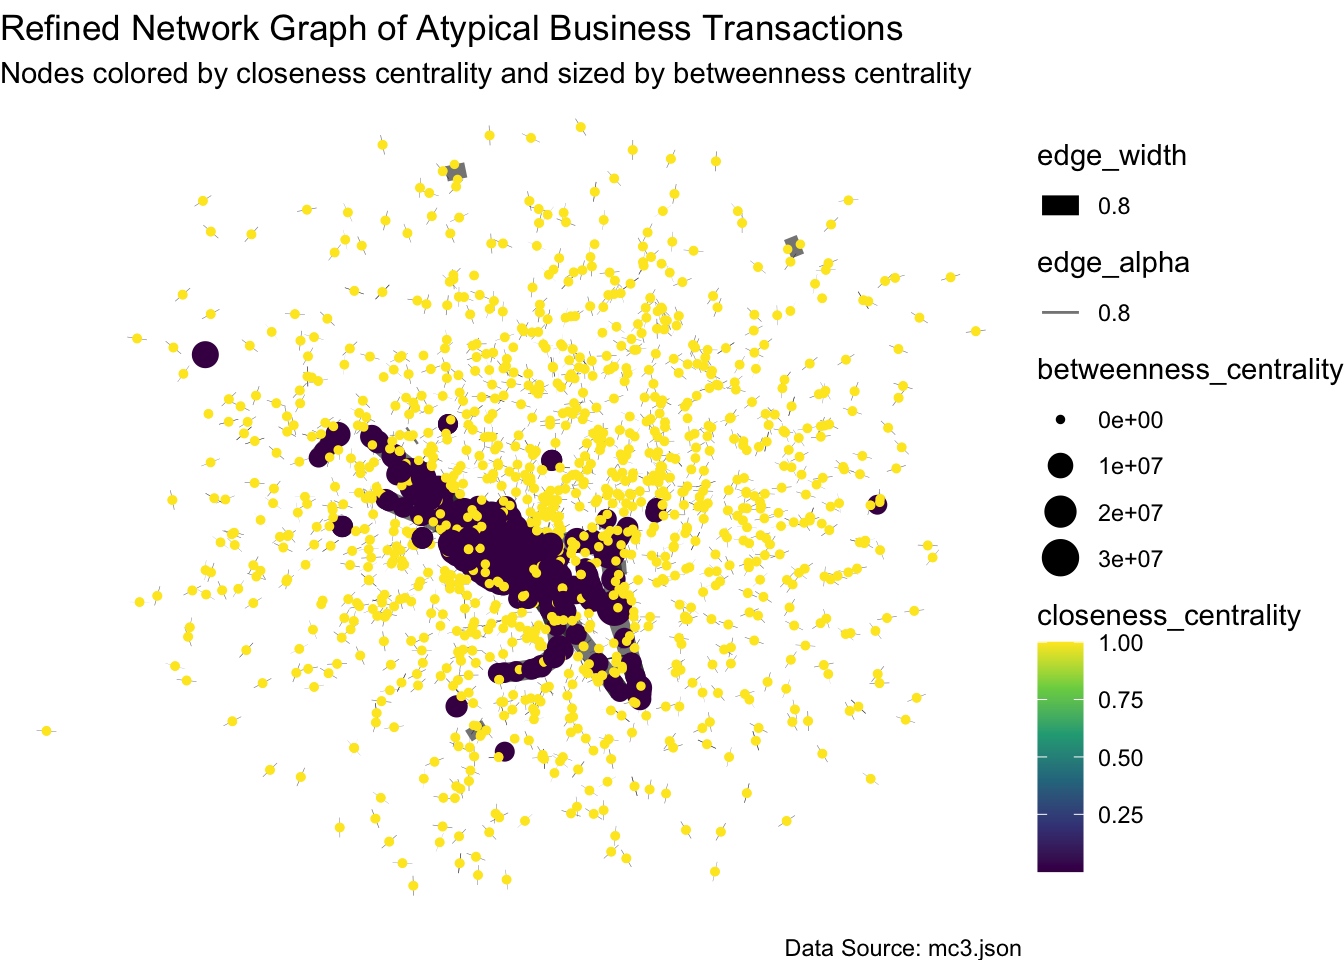 Refined Network Graph of Atypical Business Transactions
Nodes colored by closeness centrality and sized by betweenness centrality
edge_width
0.8
edge_alpha
0.8
betweenness_centrality
0e+00
1e+07
2e+07
3e+07
closeness_centrality
1.00
0.75
0.50
0.25
Data Source: mc3.json